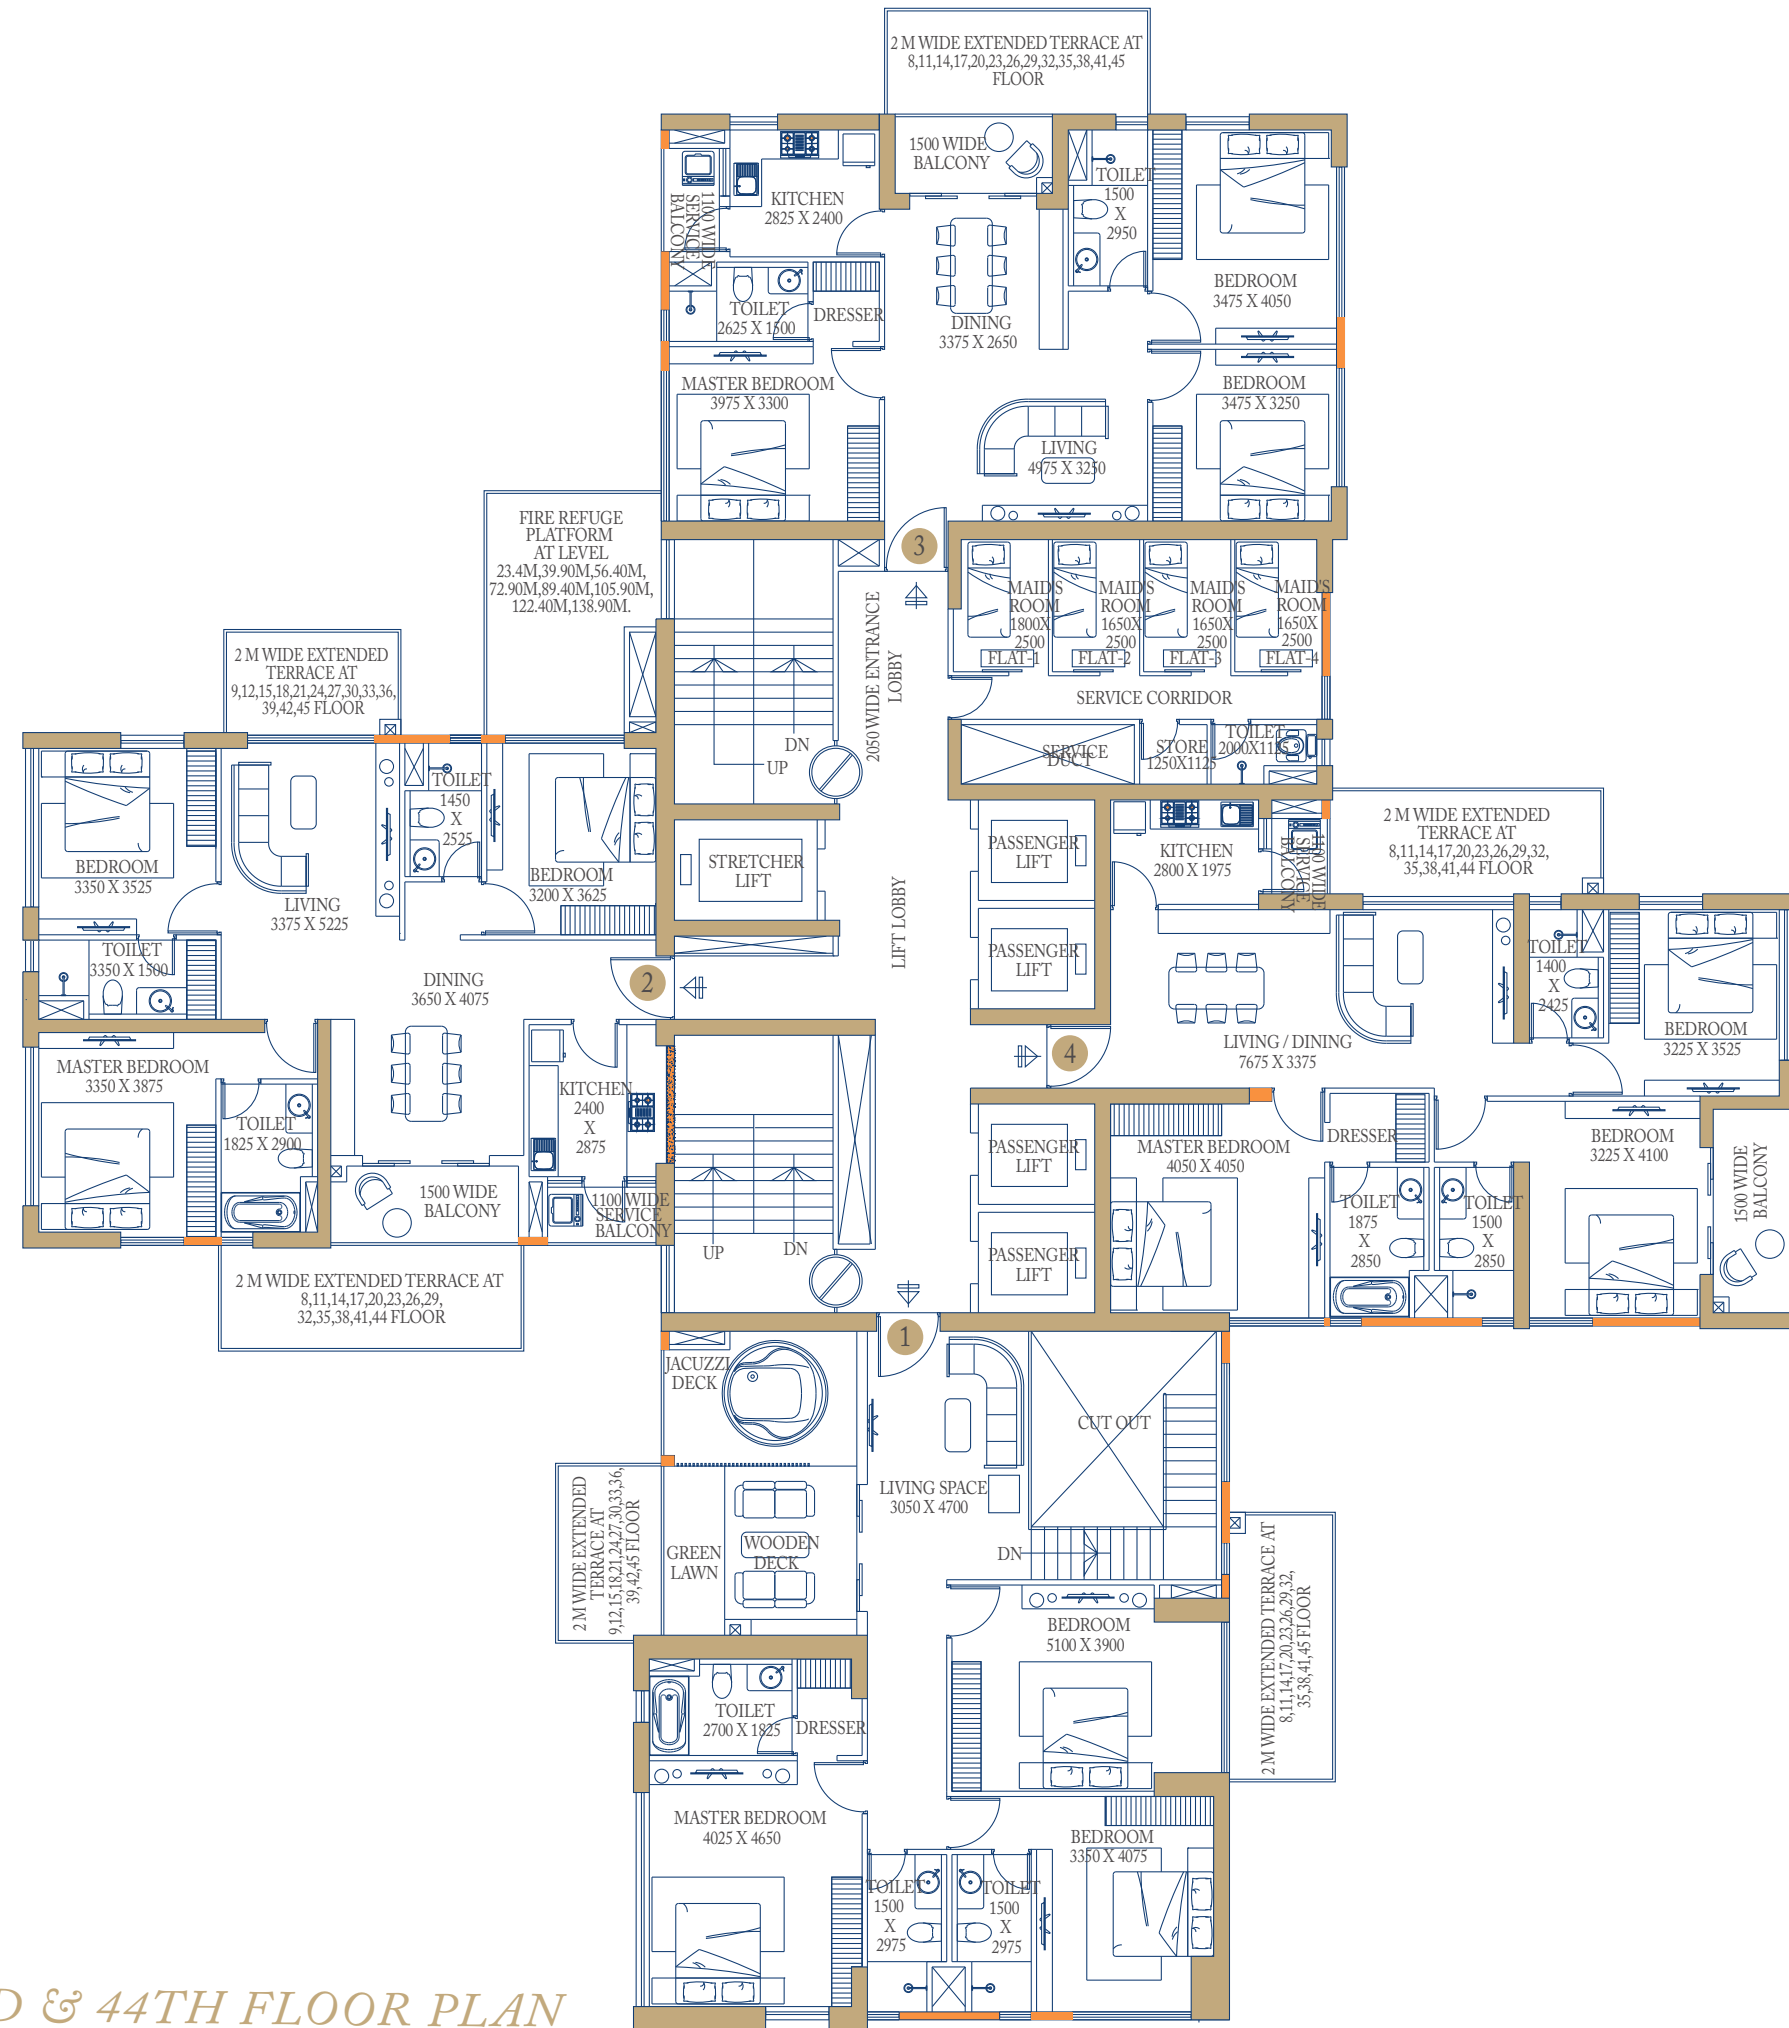 2 M WIDE EXTENDED TERRACE AT
8,11,14,17,20,23,26,29,32,35,38,41,45
FLOOR
1500 WIDE
BALCONY
KITCHEN
2825 X 2400
1100 WIDE
SERVICE
BALCONY
TOILET
1500
X
2950
BEDROOM
3475 X 4050
TOILET
2625 X 1500
DRESSER
DINING
3375 X 2650
MASTER BEDROOM
3975 X 3300
BEDROOM
3475 X 3250
LIVING
4975 X 3250
FIRE REFUGE
PLATFORM
AT LEVEL
23.4M,39.90M,56.40M,
72.90M,89.40M,105.90M,
122.40M,138.90M.
3
2050 WIDE ENTRANCE
LOBBY
MAID'S
ROOM
1800X
2500
FLAT-1
MAID'S
ROOM
1650X
2500
FLAT-2
MAID'S
ROOM
1650X
2500
FLAT-3
MAID'S
ROOM
1650X
2500
FLAT-4
SERVICE CORRIDOR
SERVICE
DUCT
STORE
1250X1125
TOILET
2000X1125
DN
UP
2 M WIDE EXTENDED
TERRACE AT
9,12,15,18,21,24,27,30,33,36,
39,42,45 FLOOR
BEDROOM
3350 X 3525
LIVING
3375 X 5225
TOILET
1450
X
2525
BEDROOM
3200 X 3625
STRETCHER
LIFT
LIFT LOBBY
PASSENGER
LIFT
PASSENGER
LIFT
KITCHEN
2800 X 1975
1100 WIDE
SERVICE
BALCONY
2 M WIDE EXTENDED
TERRACE AT
8,11,14,17,20,23,26,29,32,
35,38,41,44 FLOOR
TOILET
3350 X 1500
DINING
3650 X 4075
2
MASTER BEDROOM
3350 X 3875
TOILET
1825 X 2900
KITCHEN
2400
X
2875
1500 WIDE
BALCONY
1100 WIDE
SERVICE
BALCONY
2 M WIDE EXTENDED TERRACE AT
8,11,14,17,20,23,26,29,
32,35,38,41,44 FLOOR
UP
DN
4
LIVING / DINING
7675 X 3375
TOILET
1400
X
2425
BEDROOM
3225 X 3525
PASSENGER
LIFT
PASSENGER
LIFT
MASTER BEDROOM
4050 X 4050
DRESSER
TOILET
1875
X
2850
TOILET
1500
X
2850
BEDROOM
3225 X 4100
1500 WIDE
BALCONY
1
JACUZZI
DECK
CUT OUT
LIVING SPACE
3050 X 4700
2 M WIDE EXTENDED
TERRACE AT
9,12,15,18,21,24,27,30,33,36,
39,42,45 FLOOR
GREEN
LAWN
WOODEN
DECK
DN
2 M WIDE EXTENDED TERRACE AT
8,11,14,17,20,23,26,29,32,
35,38,41,45 FLOOR
BEDROOM
5100 X 3900
TOILET
2700 X 1825
DRESSER
MASTER BEDROOM
4025 X 4650
BEDROOM
3350 X 4075
TOILET
1500
X
2975
TOILET
1500
X
2975
D & 44TH FLOOR PLAN